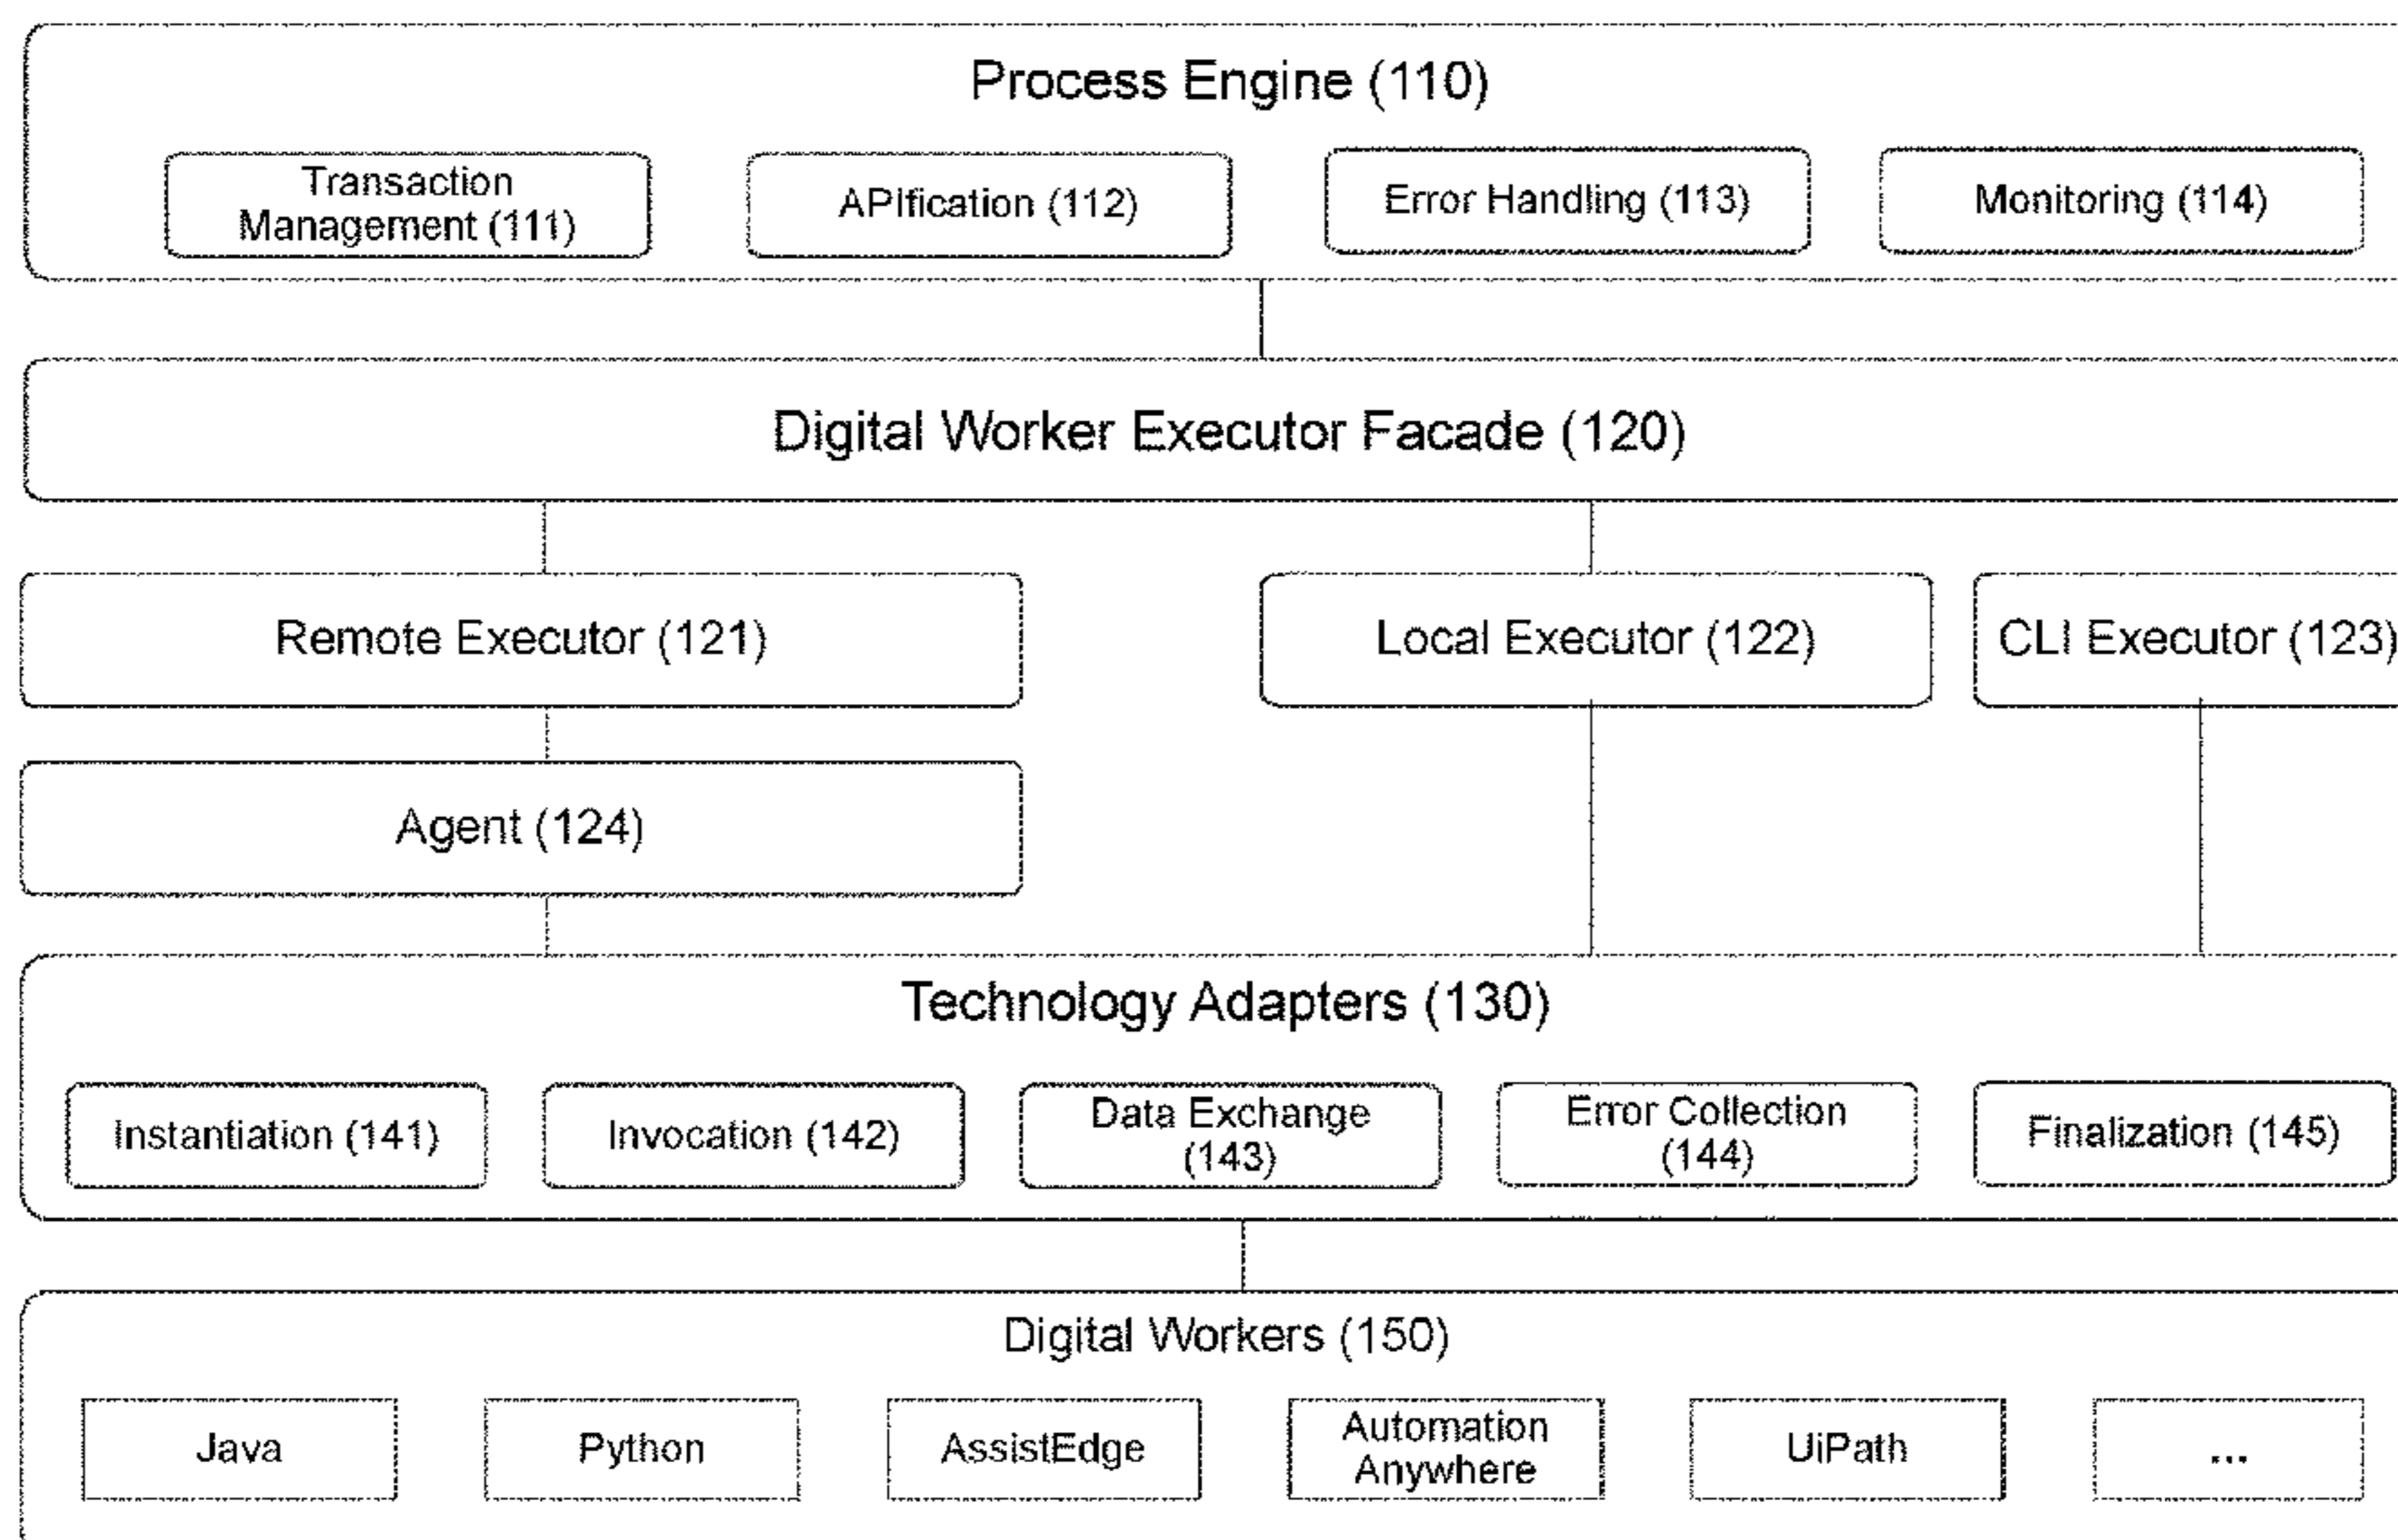 Process Engine (110)
Transaction
Management (111)
APIfication (112)
Error Handling (113)
Monitoring (114)
Digital Worker Executor Facade (120)
Remote Executor (121)
Local Executor (122)
CLI Executor (123)
Agent (124)
Technology Adapters (130)
Instantiation (141)
Invocation (142)
Data Exchange
(143)
Error Collection
(144)
Finalization (145)
Digital Workers (150)
Java
Python
AssistEdge
Automation
Anywhere
UiPath
...